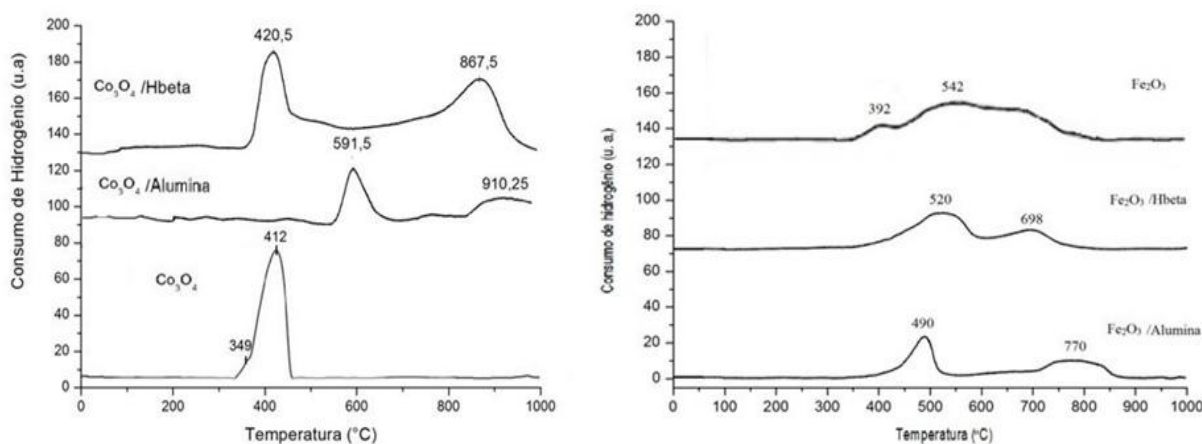 Consumo de Hidrogênio (u.a)
200
180
160
140
120
100
80
60
40
20
0
420,5
867,5
Co₃O₄ /Hbeta
591,5
Co₃O₄ /Alumina
910,25
412
Co₃O₄
349
0 200 400 600 800 1000
Temperatura (°C)
Consumo de hidrogênio (u. a.)
200
180
160
140
120
100
80
60
40
20
0
Fe₂O₃
392
542
520
Fe₂O₃ /Hbeta
698
490
Fe₂O₃ /Alumina
770
0 100 200 300 400 500 600 700 800 900 1000
Temperatura (°C)